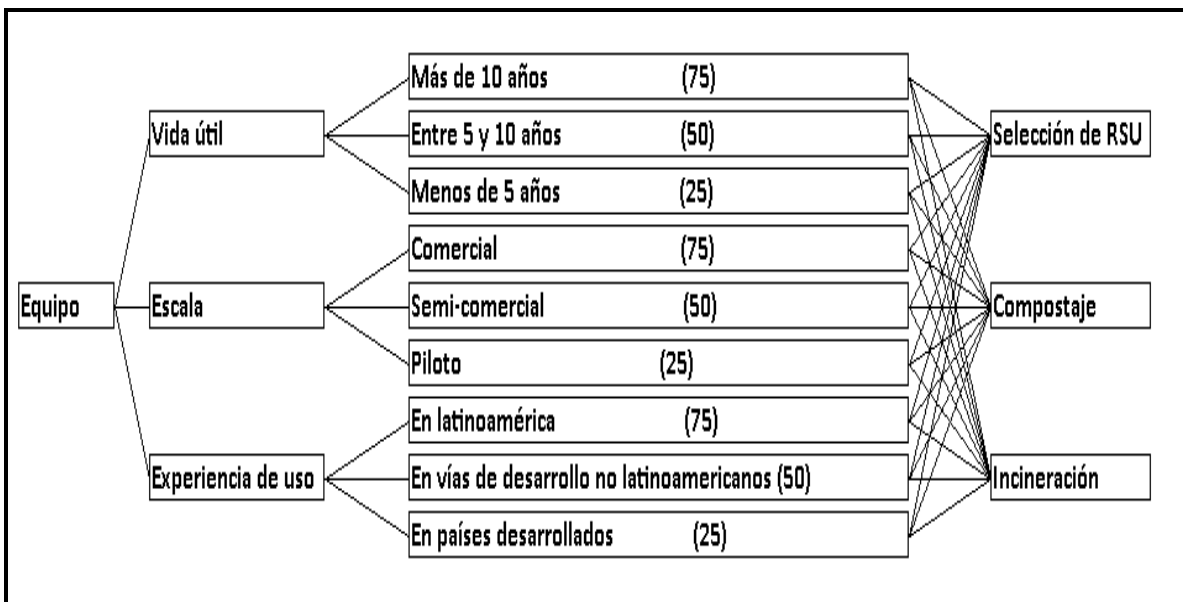 Equipo
Vida útil
Escala
Experiencia de uso
Más de 10 años (75)
Entre 5 y 10 años (50)
Menos de 5 años (25)
Comercial (75)
Semi-comercial (50)
Piloto (25)
En latinoamérica (75)
En vías de desarrollo no latinoamericanos (50)
En países desarrollados (25)
Selección de RSU
Compostaje
Incineración